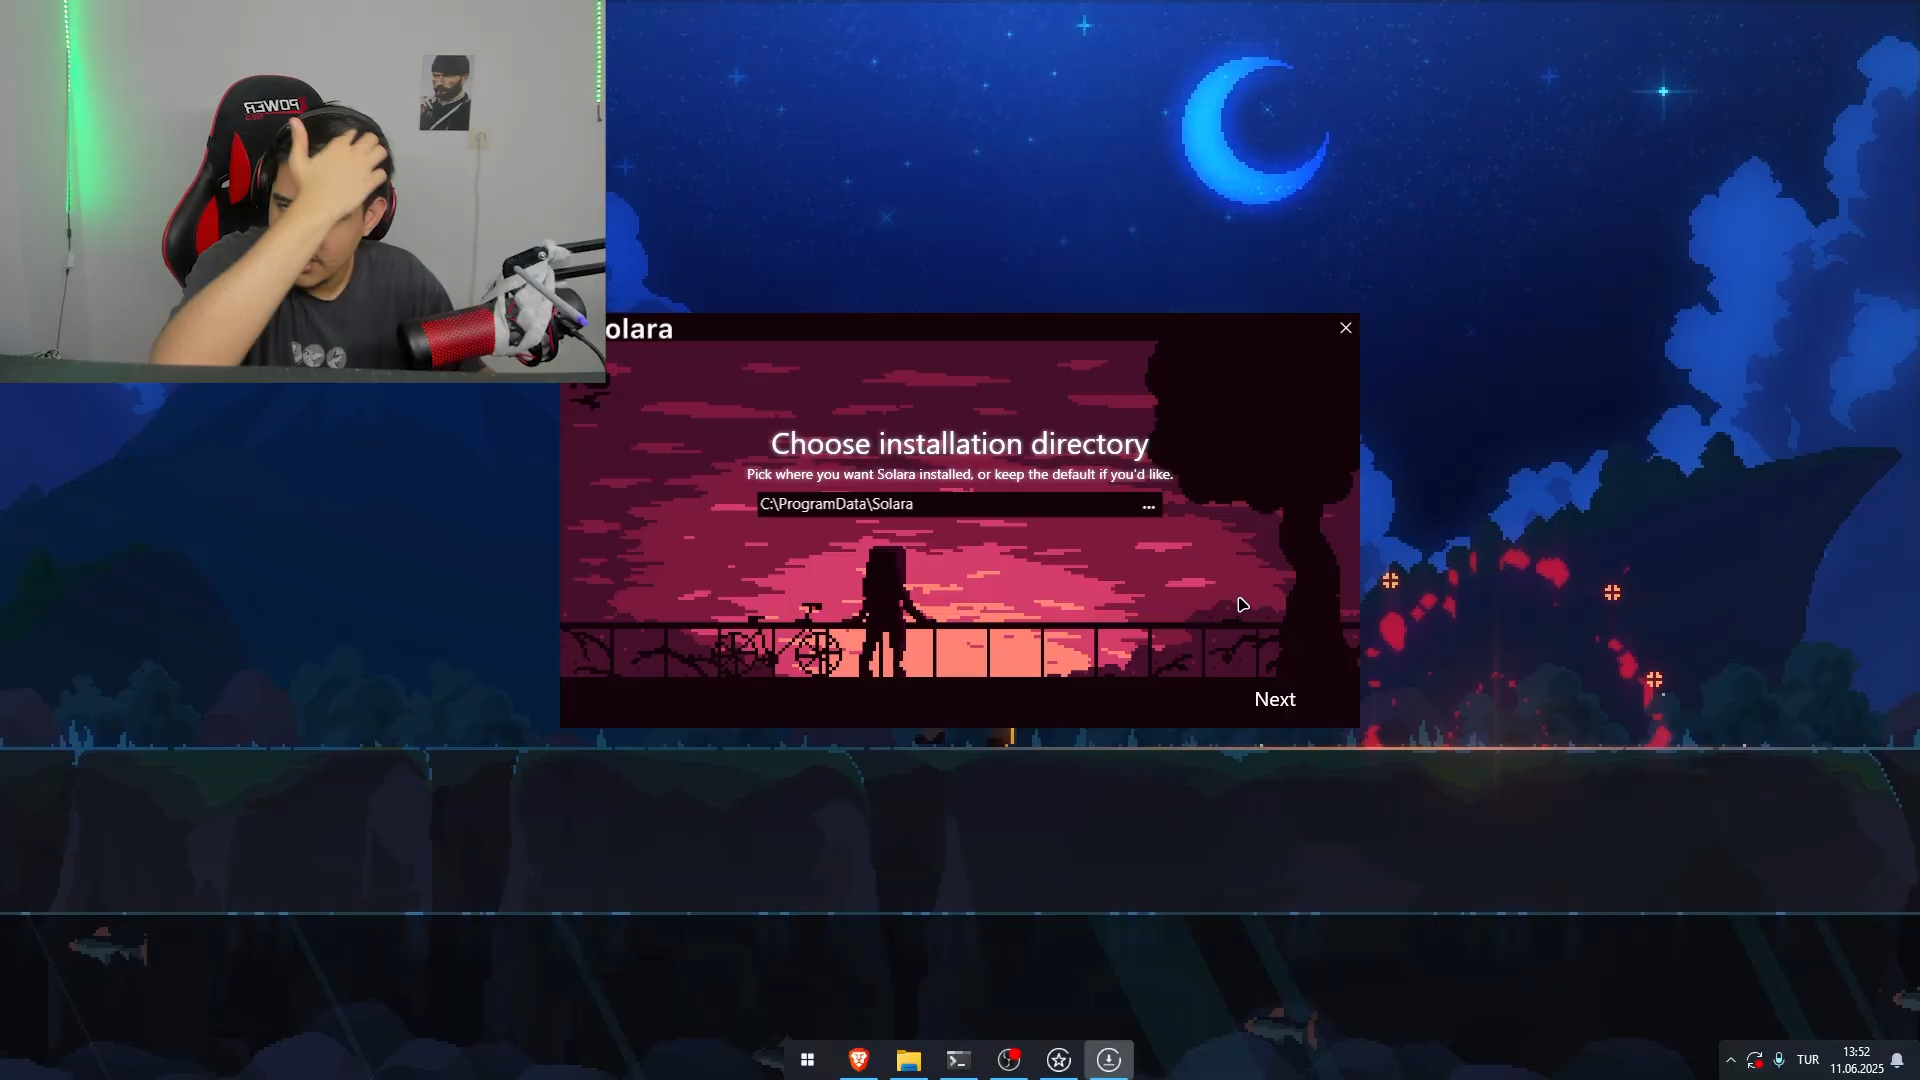 XPOWER
olara
Choose installation directory
Pick where you want Solara installed, or keep the default if you'd like.
C:\ProgramData\Solara
...
Next
TUR
13:52
11.06.2025